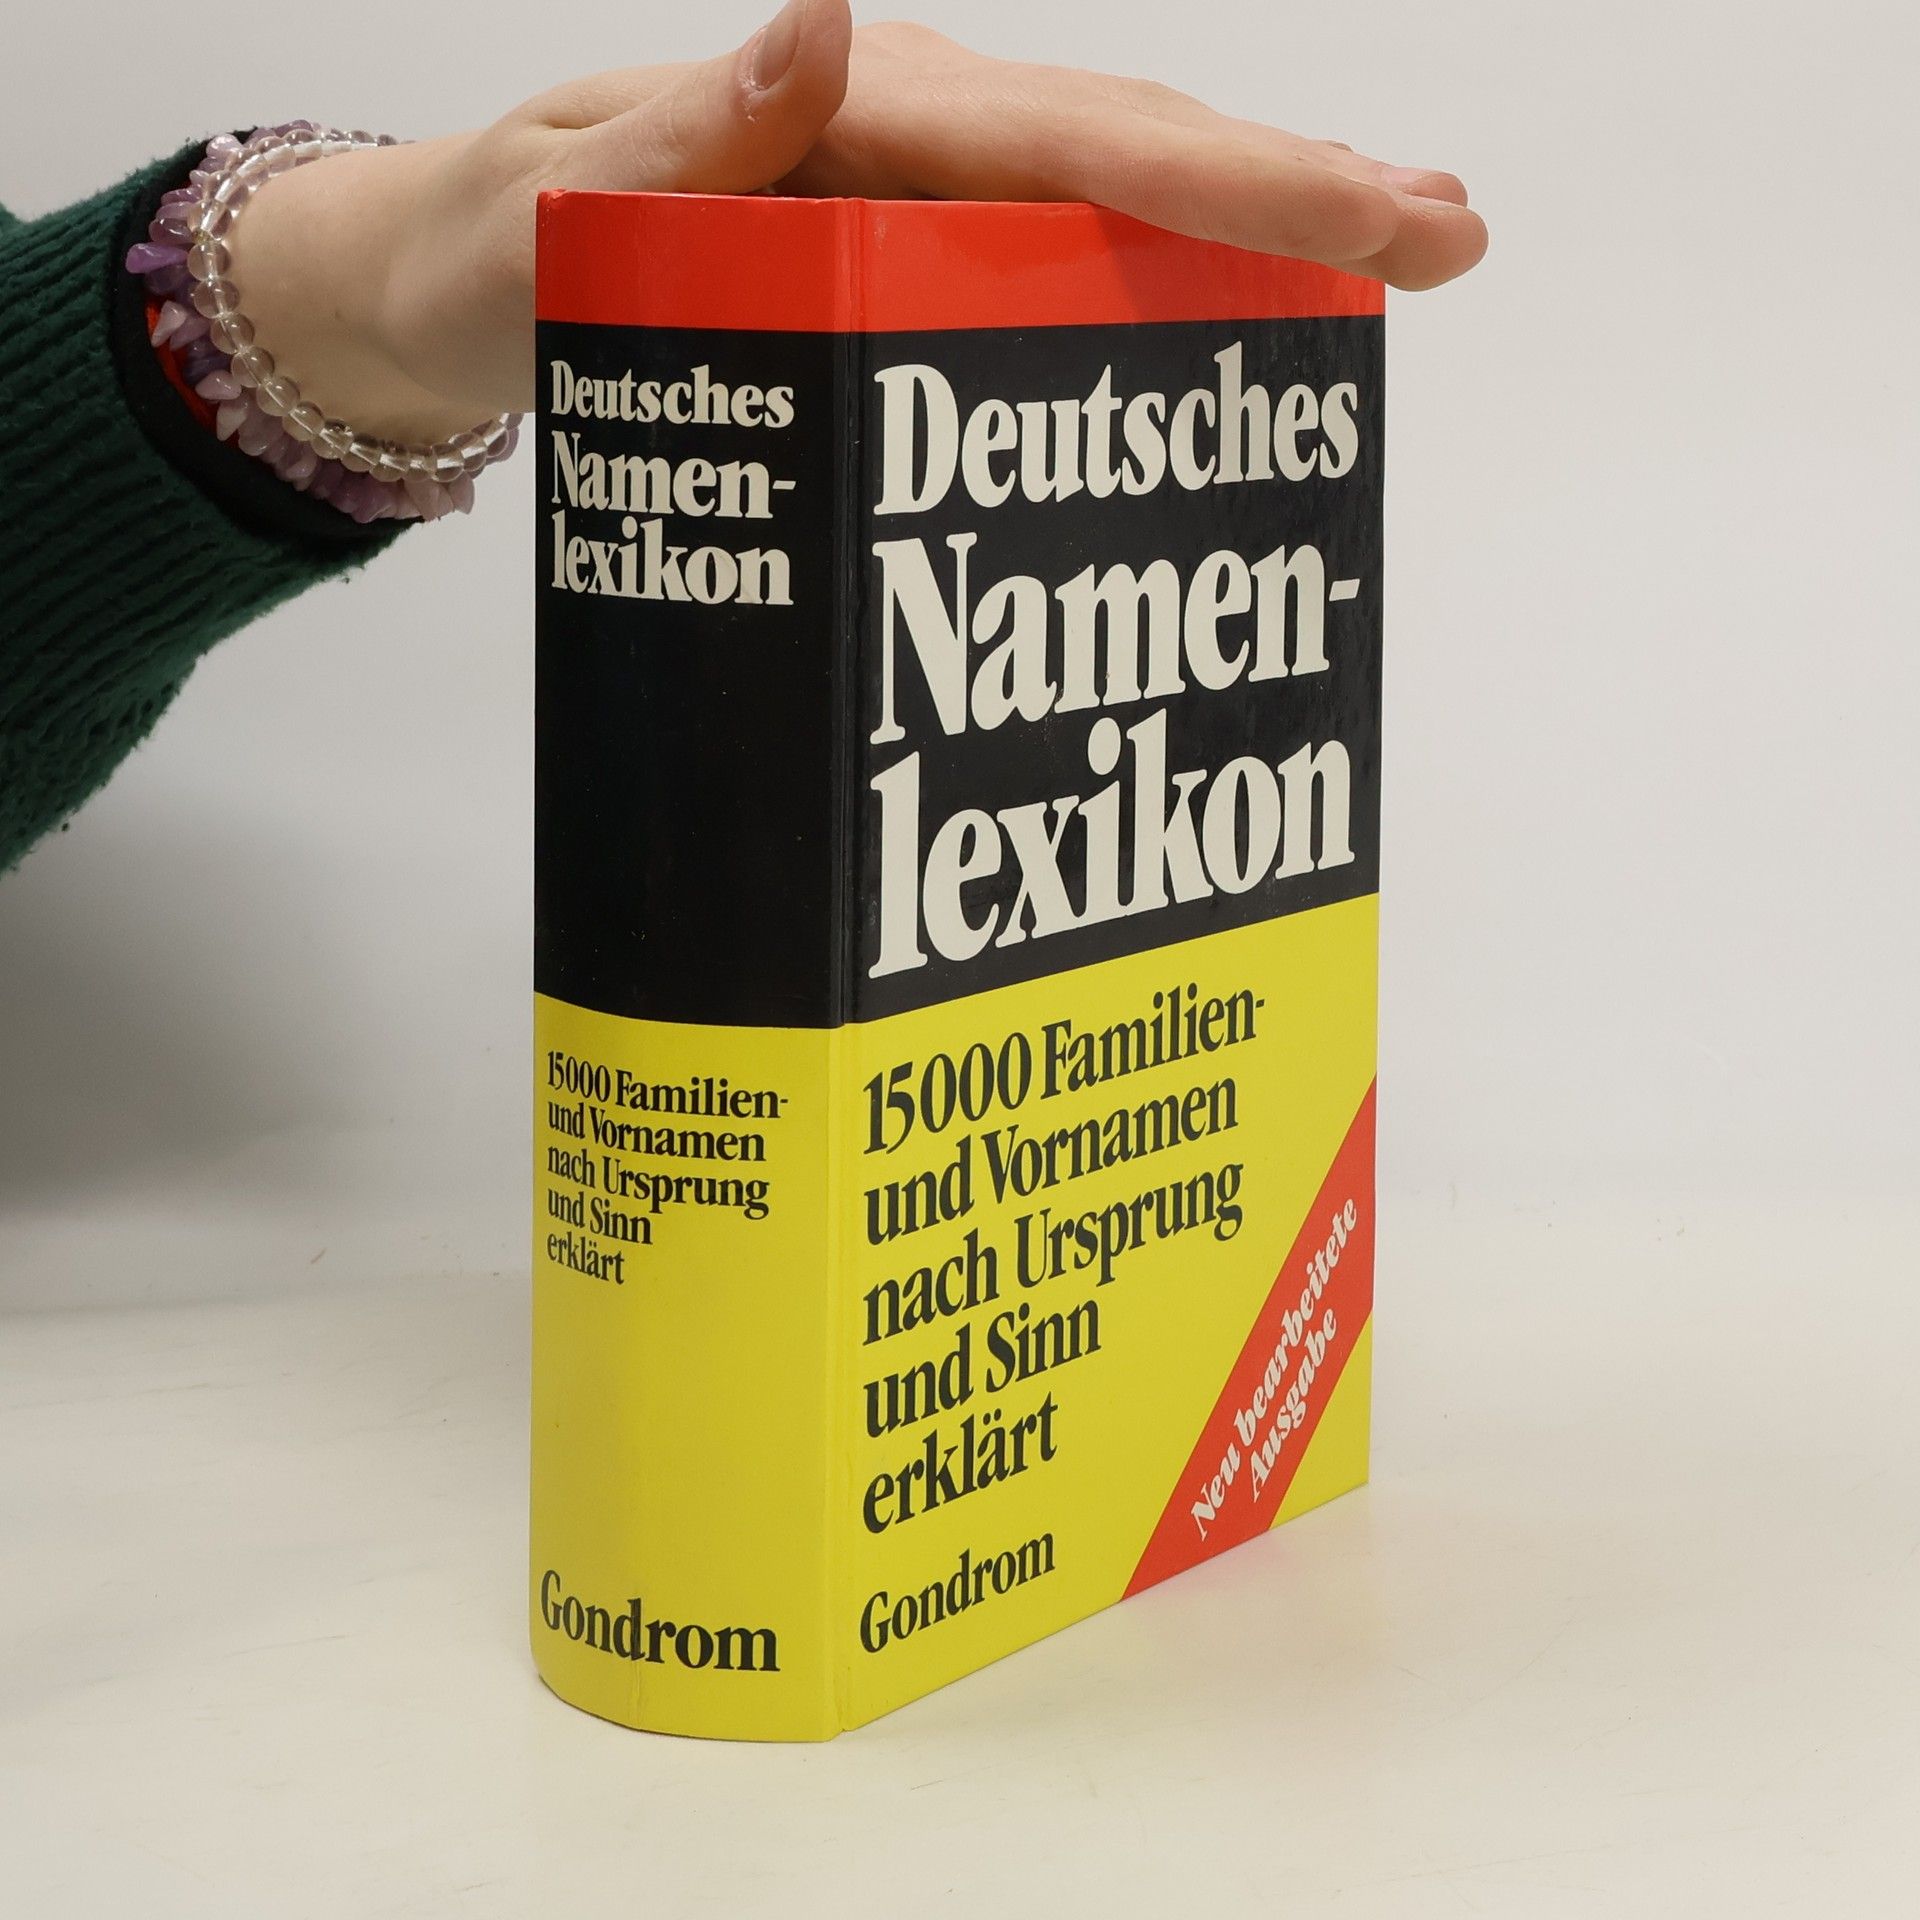 Deutsches
Namen-
lexikon
15000 Familien-
und Vornamen
nach Ursprung
und Sinn
erklärt
Gondrom
Deutsches
Namen-
lexikon
15000 Familien-
und Vornamen
nach Ursprung
und Sinn
erklärt
Gondrom
Neu bearbeitete
Ausgabe